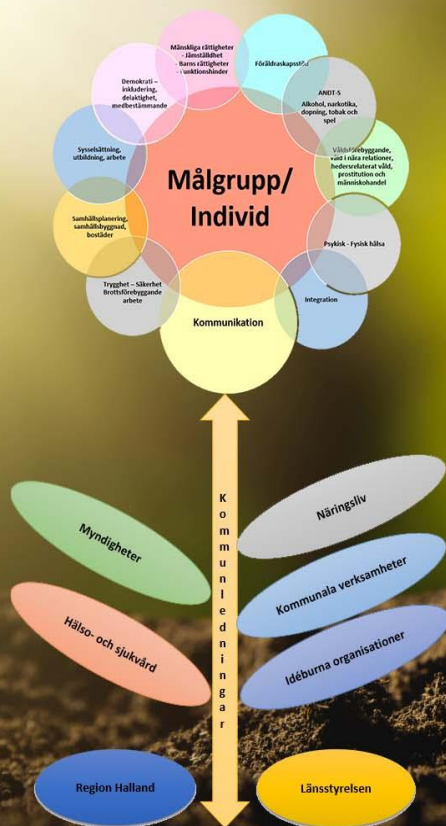 Mänskliga rättigheter
- Jämställdhet
- Barns rättigheter
- Funktionshinder
Föräldraskapsstöd
Demokrati –
inkludering,
delaktighet,
medbestämmande
ANDT-S
Alkohol, narkotika,
dopning, tobak och
spel
Sysselsättning,
utbildning, arbete
Våldsförebyggande,
våld i nära relationer,
hedersrelaterat våld,
prostitution och
människohandel
Målgrupp/
Individ
Samhällsplanering,
samhällsbyggnad,
bostäder
Psykisk - Fysisk hälsa
Trygghet – Säkerhet
Brottsförebyggande
arbete
Integration
Kommunikation
Kommunledningar
Myndigheter
Näringsliv
Kommunala verksamheter
Hälso- och sjukvård
Idéburna organisationer
Region Halland
Länsstyrelsen